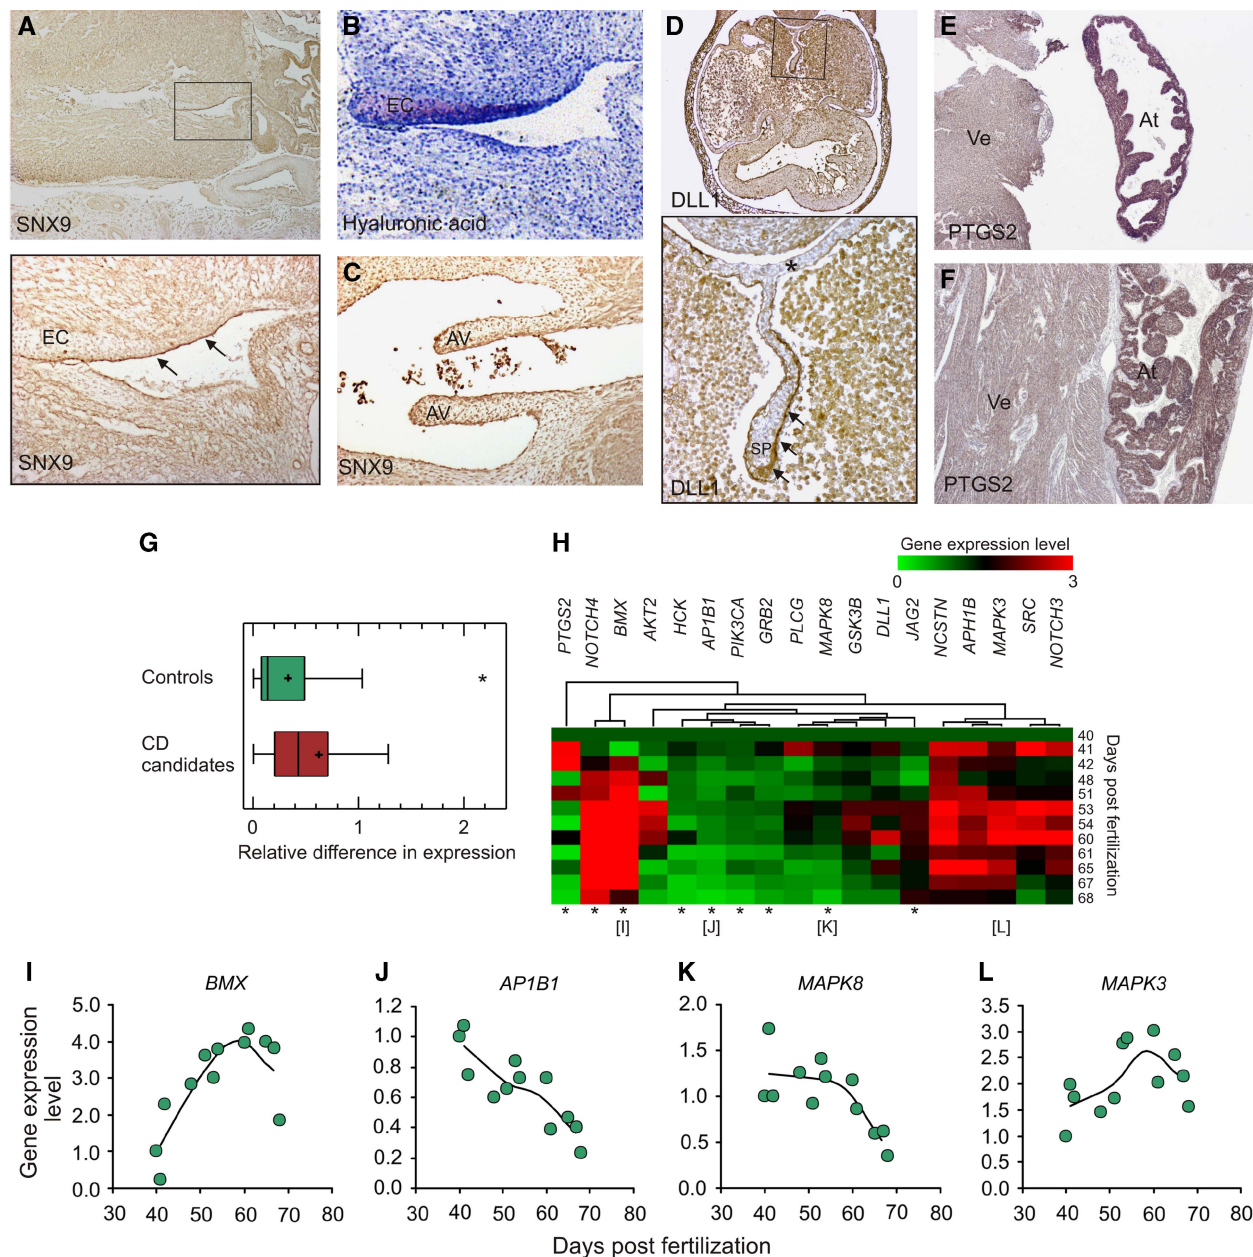 A
SNX9
B
EC
Hyaluronic acid
D
DLL1
E
Ve
At
PTGS2
EC
SNX9
C
AV
AV
SNX9
*
SP
DLL1
F
Ve
At
PTGS2
G
Controls
*
CD
candidates
0 1 2
Relative difference in expression
H
Gene expression level
0 3
PTGS2 NOTCH4 BMX AKT2 HCK AP1B1 PIK3CA GRB2 PLCG MAPK8 GSK3B DLL1 JAG2 NCSTN APH1B MAPK3 SRC NOTCH3
40
41
42
48
51
53
54
60
61
65
67
68
Days post fertilization
* * * * * * * * *
[I] [J] [K] [L]
I
BMX
Gene expression
level
5.0
4.0
3.0
2.0
1.0
0.0
30 40 50 60 70 80
J
AP1B1
1.2
1.0
0.8
0.6
0.4
0.2
0.0
30 40 50 60 70 80
K
MAPK8
2.0
1.5
1.0
0.5
0.0
30 40 50 60 70 80
L
MAPK3
3.5
3.0
2.5
2.0
1.5
1.0
0.5
0.0
30 40 50 60 70 80
Days post fertilization